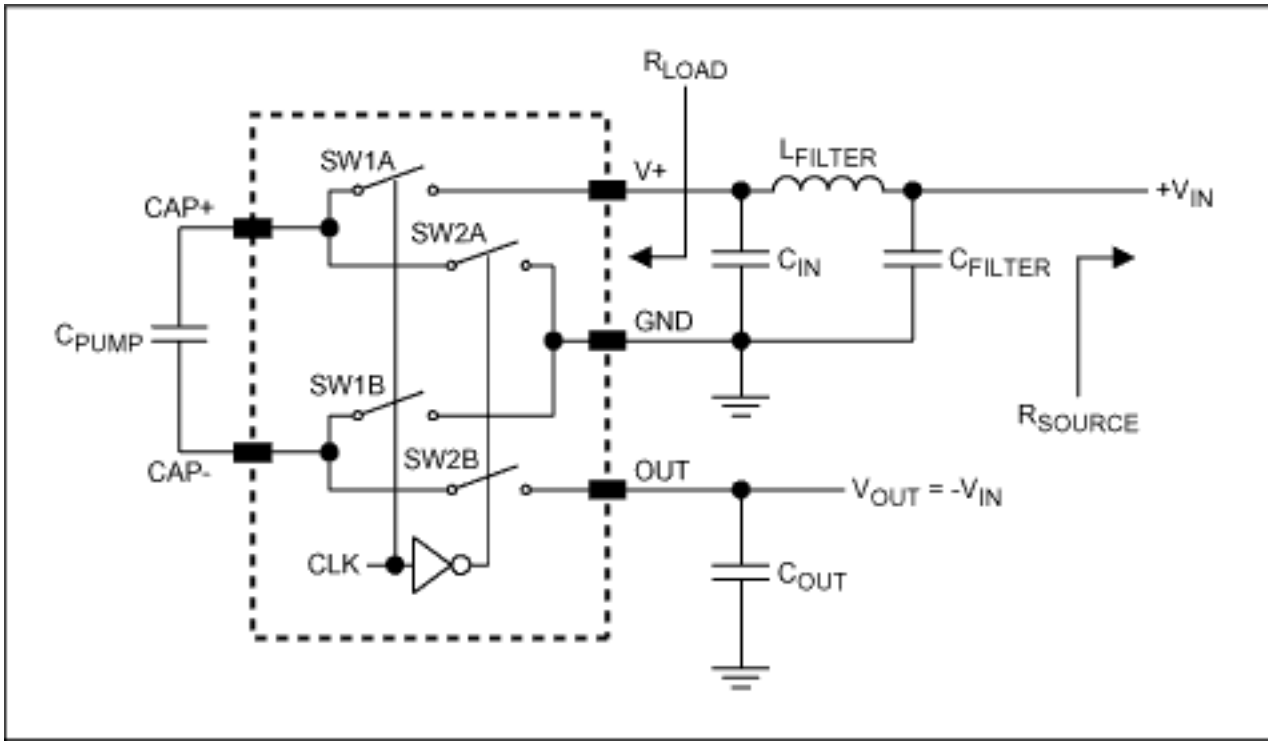 RLOAD
SW1A
V+
LFILTER
+VIN
CAP+
SW2A
CIN
CFILTER
GND
CPUMP
SW1B
RSOURCE
CAP-
SW2B
OUT
VOUT = -VIN
CLK
COUT